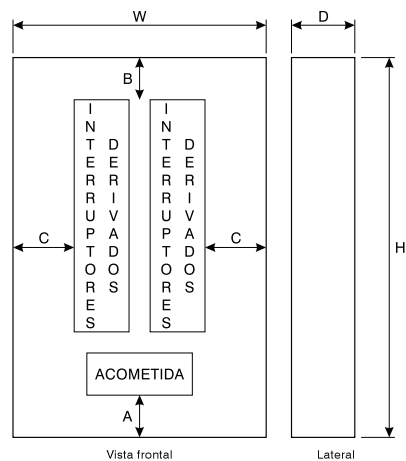 W
D
B
INTERRUPTORES
DERIVADOS
INTERRUPTORES
DERIVADOS
C
C
H
ACOMETIDA
A
Vista frontal
Lateral